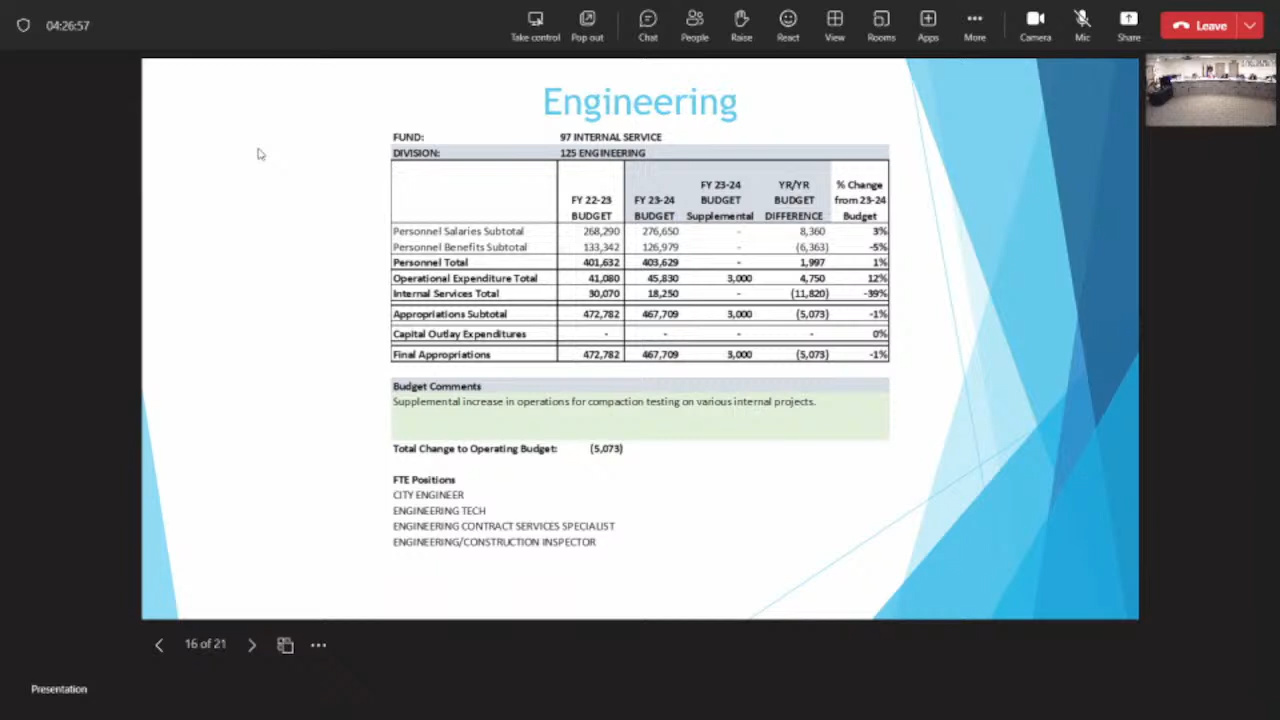 04:26:57
Take control Pop out Chat People Raise React View Rooms Apps More Camera Mic Share Leave
Engineering
FUND: 97 INTERNAL SERVICE
DIVISION: 125 ENGINEERING
FY 23-24 YR/YR % Change
FY 22-23 FY 23-24 BUDGET BUDGET from 23-24
BUDGET BUDGET Supplemental DIFFERENCE Budget
Personnel Salaries Subtotal 268,290 276,650 - 8,360 3%
Personnel Benefits Subtotal 133,342 126,979 - (6,363) -5%
Personnel Total 401,632 403,629 - 1,997 1%
Operational Expenditure Total 41,080 45,830 3,000 4,750 12%
Internal Services Total 30,070 18,250 - (11,820) -39%
Appropriations Subtotal 472,782 467,709 3,000 (5,073) -1%
Capital Outlay Expenditures - - - - 0%
Final Appropriations 472,782 467,709 3,000 (5,073) -1%
Budget Comments
Supplemental increase in operations for compaction testing on various internal projects.
Total Change to Operating Budget: (5,073)
FTE Positions
CITY ENGINEER
ENGINEERING TECH
ENGINEERING CONTRACT SERVICES SPECIALIST
ENGINEERING/CONSTRUCTION INSPECTOR
16 of 21
Presentation